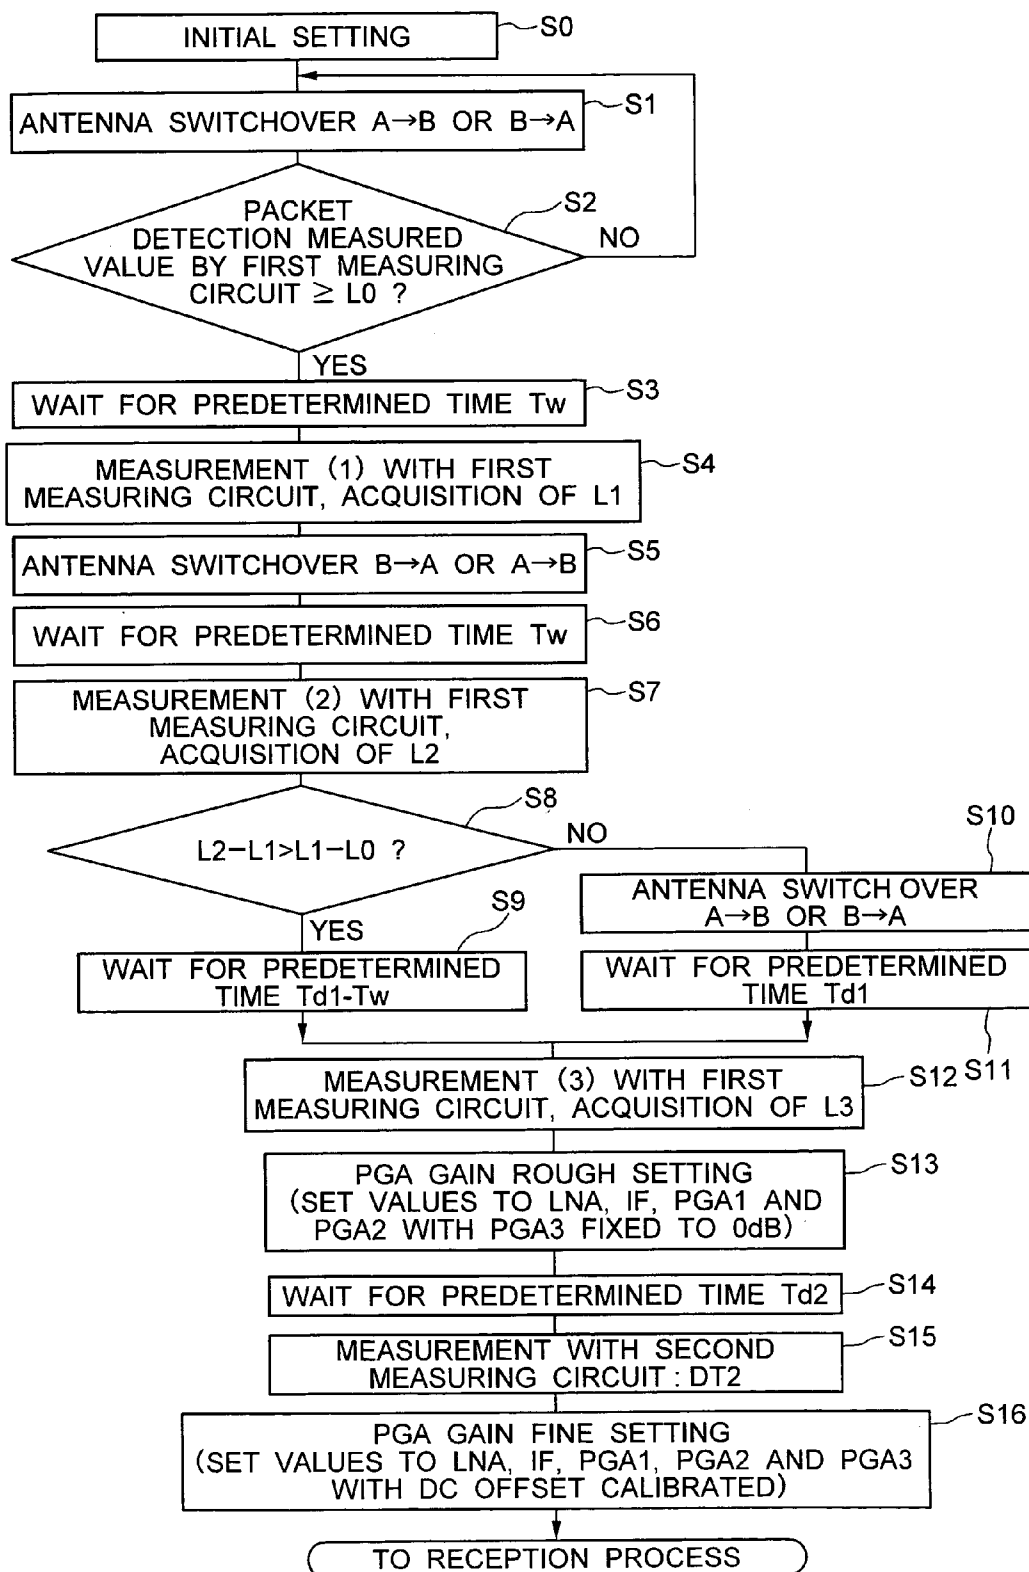 INITIAL SETTING
S0
ANTENNA SWITCHOVER A→B OR B→A
S1
PACKET
DETECTION MEASURED
VALUE BY FIRST MEASURING
CIRCUIT ≥ L0 ?
S2
NO
YES
WAIT FOR PREDETERMINED TIME Tw
S3
MEASUREMENT (1) WITH FIRST
MEASURING CIRCUIT, ACQUISITION OF L1
S4
ANTENNA SWITCHOVER B→A OR A→B
S5
WAIT FOR PREDETERMINED TIME Tw
S6
MEASUREMENT (2) WITH FIRST
MEASURING CIRCUIT,
ACQUISITION OF L2
S7
L2−L1>L1−L0 ?
S8
NO
YES
S9
WAIT FOR PREDETERMINED
TIME Td1-Tw
S10
ANTENNA SWITCHOVER
A→B OR B→A
WAIT FOR PREDETERMINED
TIME Td1
S11
MEASUREMENT (3) WITH FIRST
MEASURING CIRCUIT, ACQUISITION OF L3
S12
PGA GAIN ROUGH SETTING
(SET VALUES TO LNA, IF, PGA1 AND
PGA2 WITH PGA3 FIXED TO 0dB)
S13
WAIT FOR PREDETERMINED TIME Td2
S14
MEASUREMENT WITH SECOND
MEASURING CIRCUIT : DT2
S15
PGA GAIN FINE SETTING
(SET VALUES TO LNA, IF, PGA1, PGA2 AND PGA3
WITH DC OFFSET CALIBRATED)
S16
TO RECEPTION PROCESS